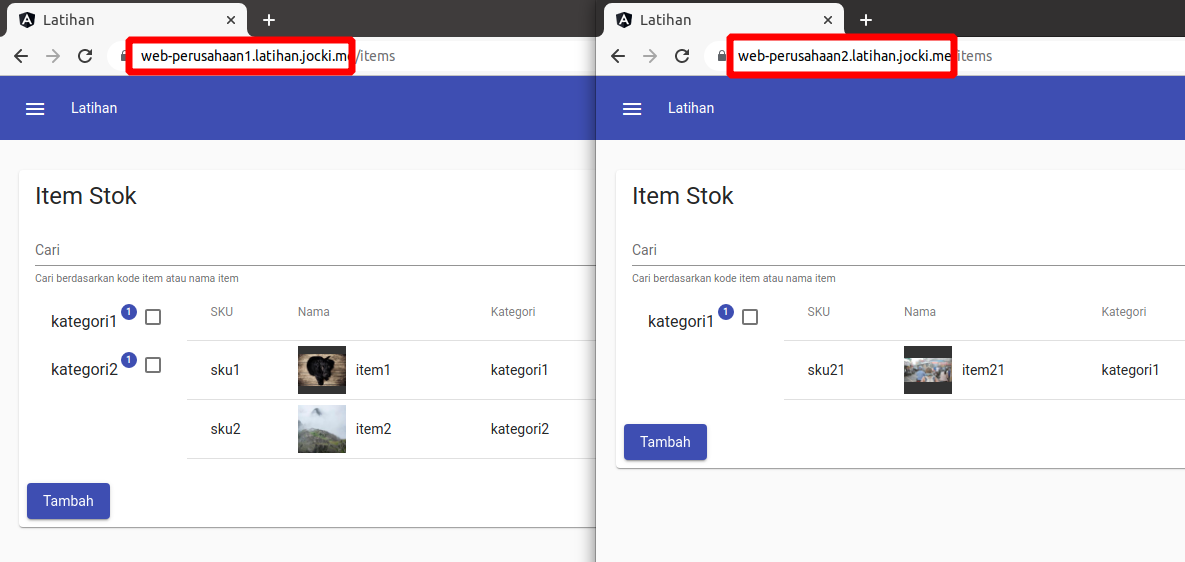 Latihan
web-perusahaan1.latihan.jocki.me/items
Latihan
Item Stok
Cari
Cari berdasarkan kode item atau nama item
kategori1 1
kategori2 1
SKU Nama Kategori
sku1 item1 kategori1
sku2 item2 kategori2
Tambah
Latihan
web-perusahaan2.latihan.jocki.me/items
Latihan
Item Stok
Cari
Cari berdasarkan kode item atau nama item
kategori1 1
SKU Nama Kategori
sku21 item21 kategori1
Tambah